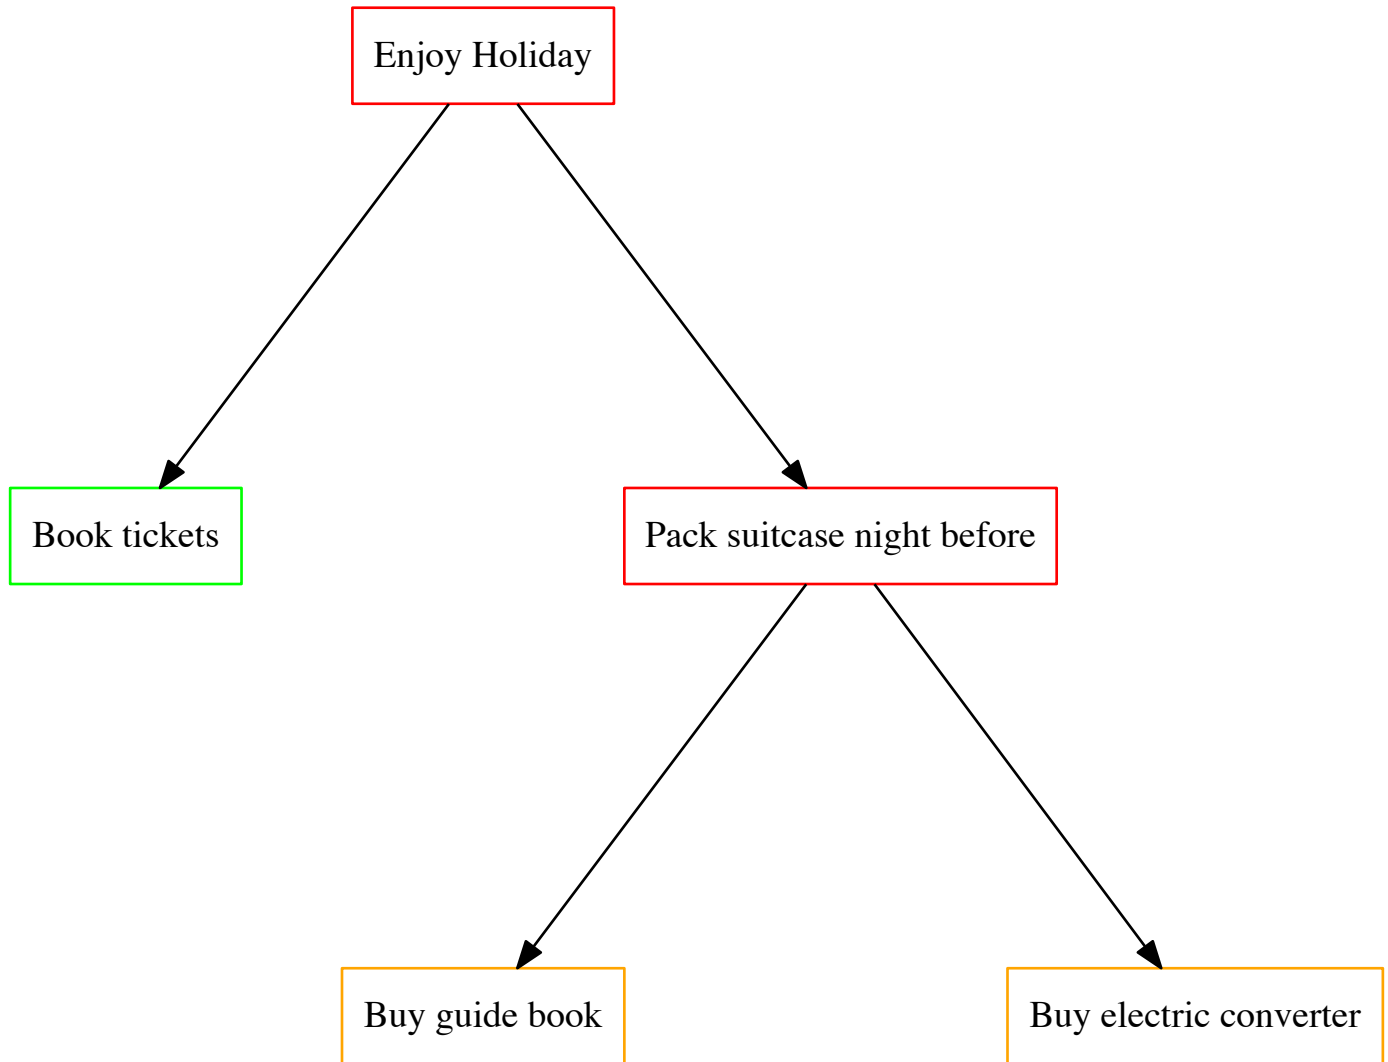 Enjoy Holiday
Book tickets
Pack suitcase night before
Buy guide book
Buy electric converter